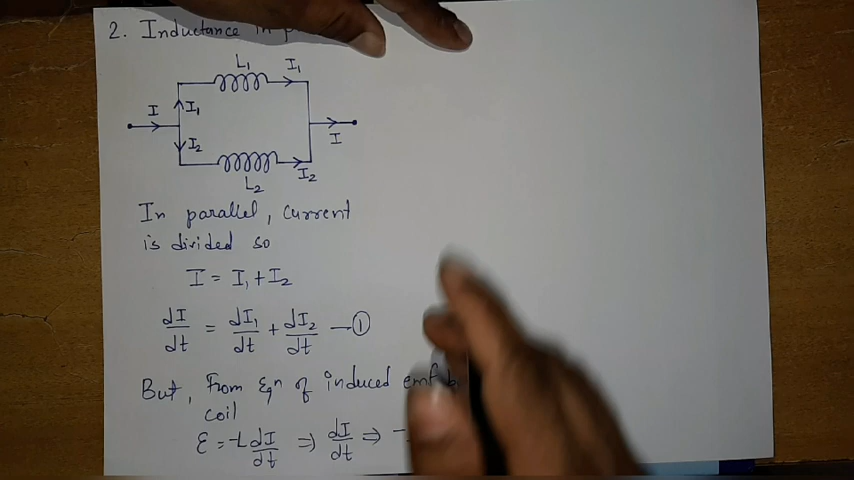 2. Inductance in
L₁ I₁
I I₁
I₂ I
L₂ I₂
In parallel, current
is divided so
I = I₁ + I₂
dI/dt = dI₁/dt + dI₂/dt —①
But, From Eqⁿ of induced emf
coil
ε = -L dI/dt ⇒ dI/dt ⇒ -